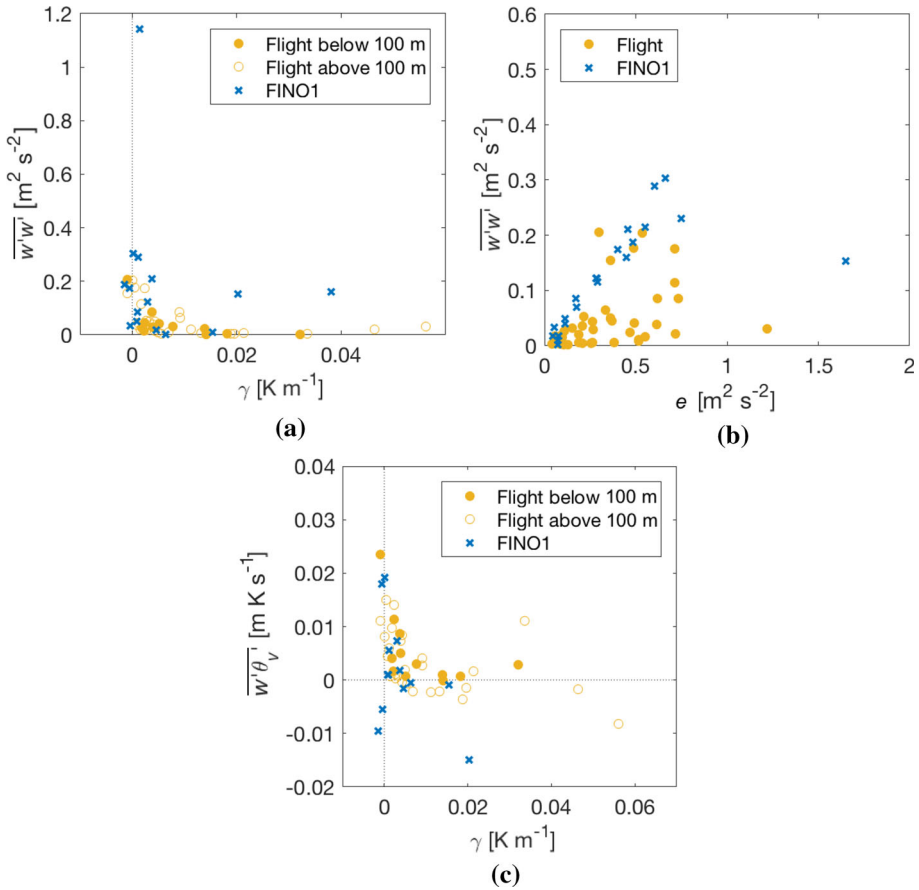 1.2
1
0.8
0.6
0.4
0.2
0
w'w' [m² s⁻²]
Flight below 100 m
Flight above 100 m
FINO1
0 0.02 0.04
γ [K m⁻¹]
(a)
0.6
0.5
0.4
0.3
0.2
0.1
0
w'w' [m² s⁻²]
Flight
FINO1
0 0.5 1 1.5 2
e [m² s⁻²]
(b)
0.04
0.03
0.02
0.01
0
-0.01
-0.02
w'θᵥ' [m K s⁻¹]
Flight below 100 m
Flight above 100 m
FINO1
0 0.02 0.04 0.06
γ [K m⁻¹]
(c)